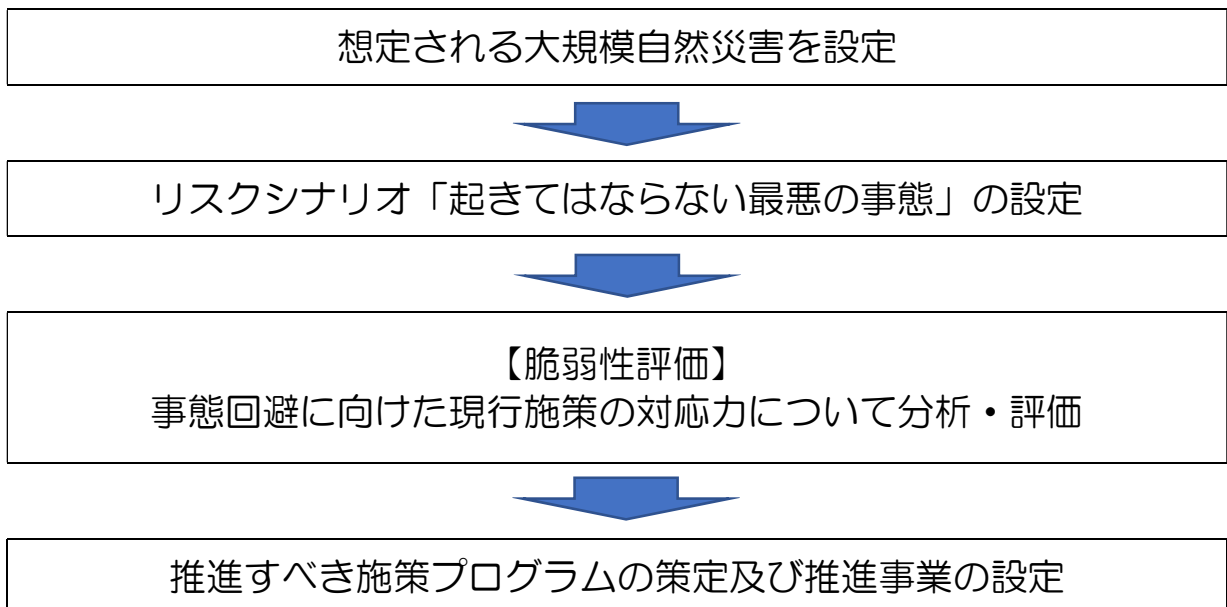 想定される大規模自然災害を設定
リスクシナリオ「起きてはならない最悪の事態」の設定
【脆弱性評価】
事態回避に向けた現行施策の対応力について分析・評価
推進すべき施策プログラムの策定及び推進事業の設定